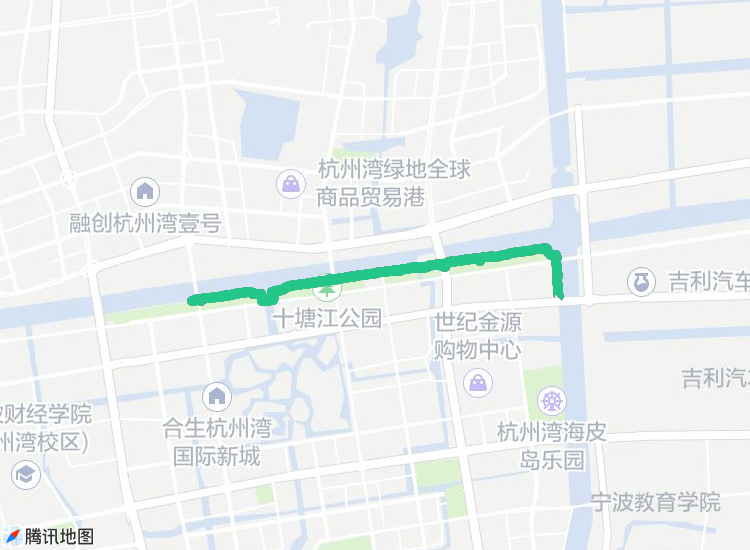 杭州湾绿地全球
商品贸易港
融创杭州湾壹号
吉利汽车
十塘江公园
世纪金源
购物中心
吉利汽
财经学院
州湾校区)
合生杭州湾
国际新城
杭州湾海皮
岛乐园
宁波教育学院
腾讯地图